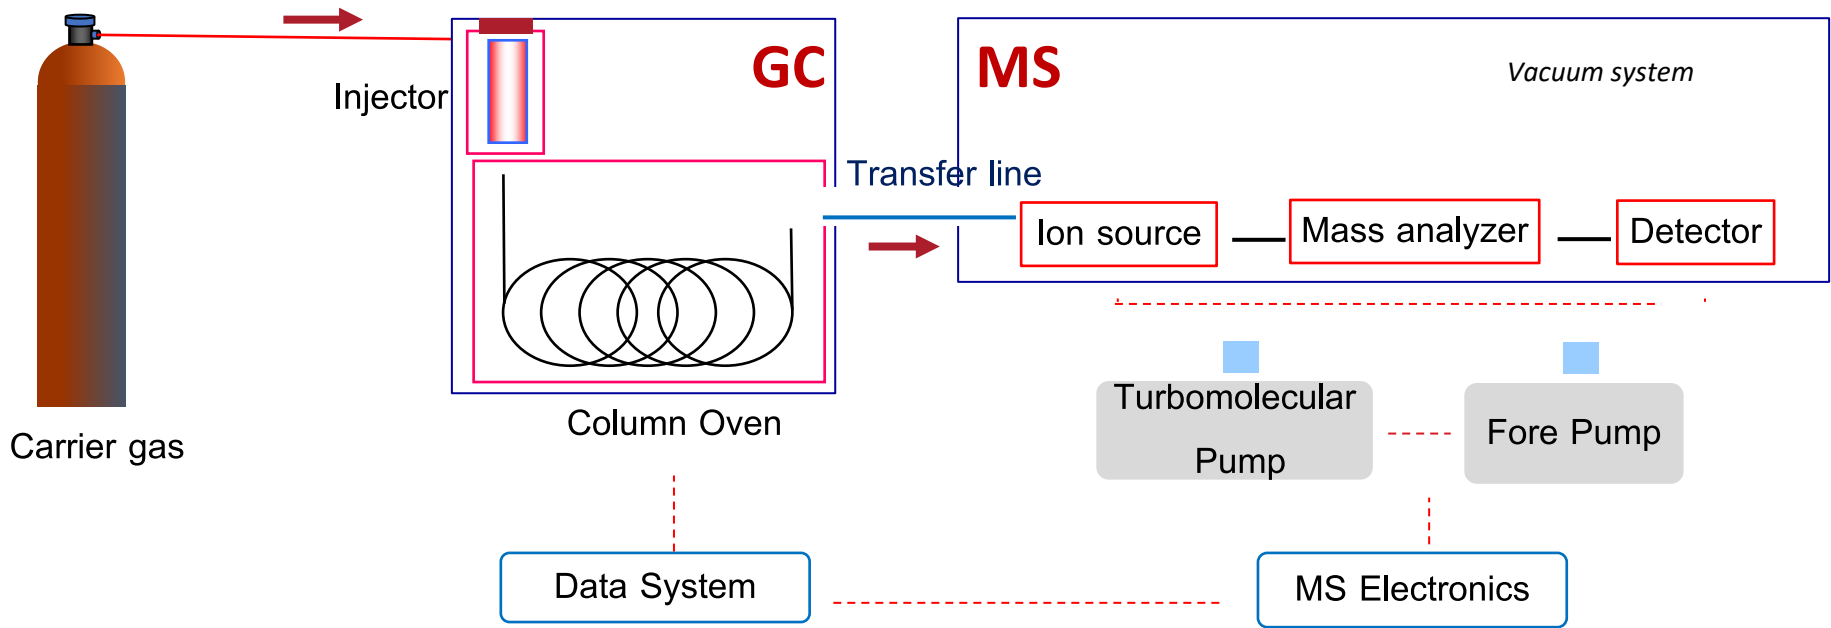 GC
MS
Vacuum system
Injector
Transfer line
Ion source
Mass analyzer
Detector
Carrier gas
Column Oven
Turbomolecular
Pump
Fore Pump
Data System
MS Electronics